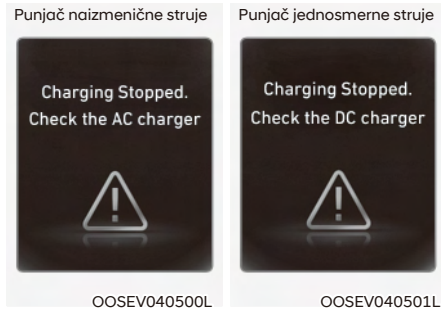 Punjač naizmenične struje
Charging Stopped.
Check the AC charger
OOSEV040500L
Punjač jednosmerne struje
Charging Stopped.
Check the DC charger
OOSEV040501L